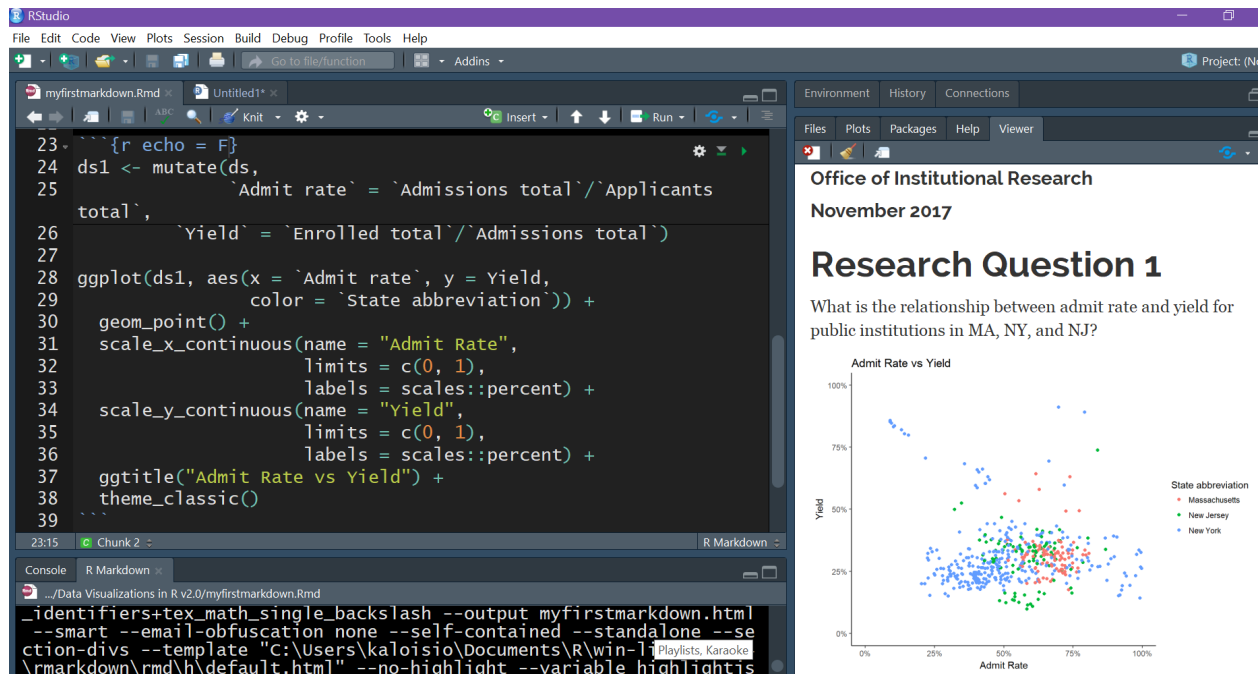 RStudio
File Edit Code View Plots Session Build Debug Profile Tools Help
Go to file/function Addins Project: (No
myfirstmarkdown.Rmd Untitled1*
ABC Knit Insert Run
23 ```{r echo = F}
24 ds1 <- mutate(ds,
25 `Admit rate` = `Admissions total`/`Applicants
total`,
26 `Yield` = `Enrolled total`/`Admissions total`)
27
28 ggplot(ds1, aes(x = `Admit rate`, y = Yield,
29 color = `State abbreviation`)) +
30 geom_point() +
31 scale_x_continuous(name = "Admit Rate",
32 limits = c(0, 1),
33 labels = scales::percent) +
34 scale_y_continuous(name = "Yield",
35 limits = c(0, 1),
36 labels = scales::percent) +
37 ggtitle("Admit Rate vs Yield") +
38 theme_classic()
39 ```
23:15 C Chunk 2 R Markdown
Console R Markdown
.../Data Visualizations in R v2.0/myfirstmarkdown.Rmd
_identifiers+tex_math_single_backslash --output myfirstmarkdown.html
--smart --email-obfuscation none --self-contained --standalone --se
ction-divs --template "C:\Users\kaloisio\Documents\R\win-li
Playlists, Karaoke
\rmarkdown\rmd\h\default.html" --no-highlight --variable highlightjs
Environment History Connections
Files Plots Packages Help Viewer
Office of Institutional Research
November 2017
Research Question 1
What is the relationship between admit rate and yield for
public institutions in MA, NY, and NJ?
Admit Rate vs Yield
100%
75%
50%
25%
0%
Yield
0% 25% 50% 75% 100%
Admit Rate
State abbreviation
Massachusetts
New Jersey
New York